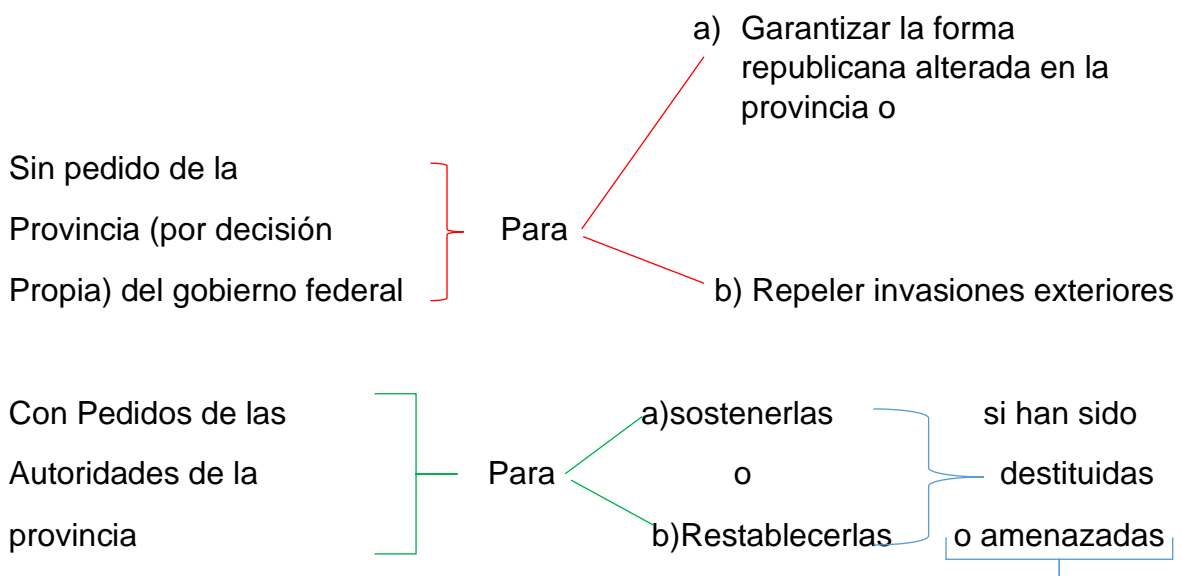 a) Garantizar la forma
republicana alterada en la
provincia o
Sin pedido de la
Provincia (por decisión
Propia) del gobierno federal
Para
b) Repeler invasiones exteriores
Con Pedidos de las
Autoridades de la
provincia
Para
a)sostenerlas
o
b)Restablecerlas
si han sido
destituidas
o amenazadas